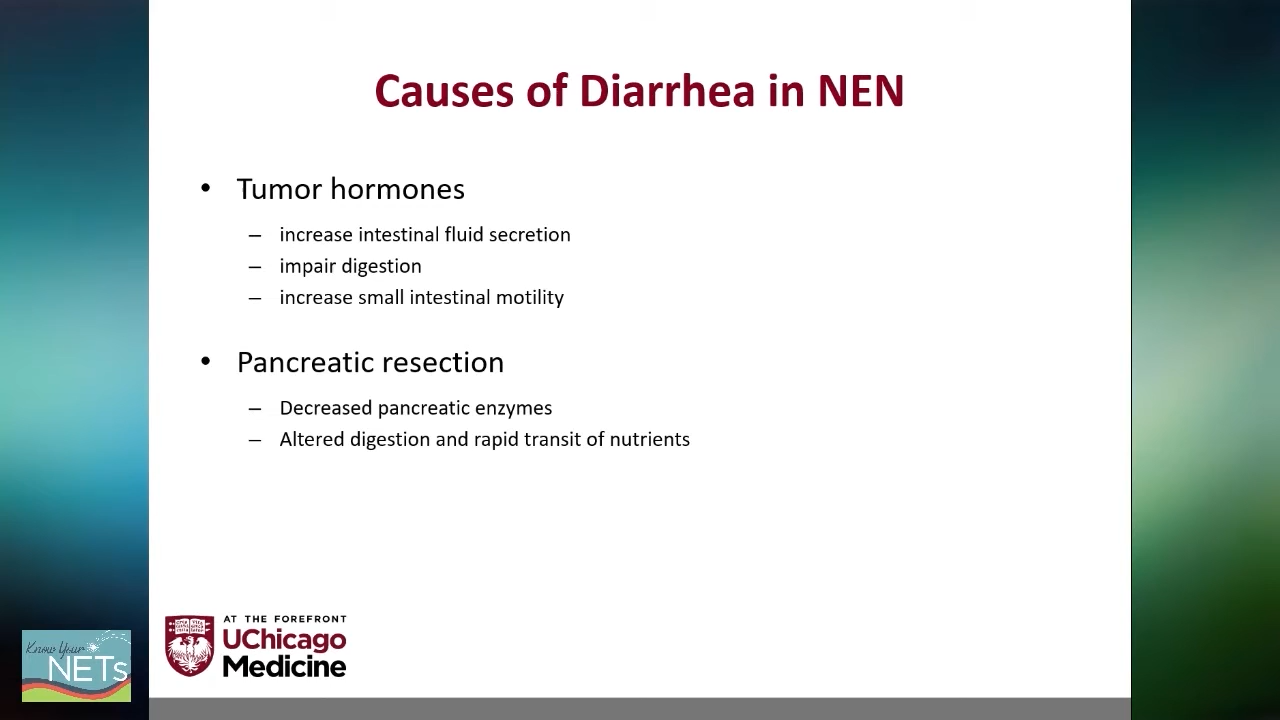 Causes of Diarrhea in NEN
• Tumor hormones
– increase intestinal fluid secretion
– impair digestion
– increase small intestinal motility
• Pancreatic resection
– Decreased pancreatic enzymes
– Altered digestion and rapid transit of nutrients
AT THE FOREFRONT
UChicago
Medicine
Know Your
NETs